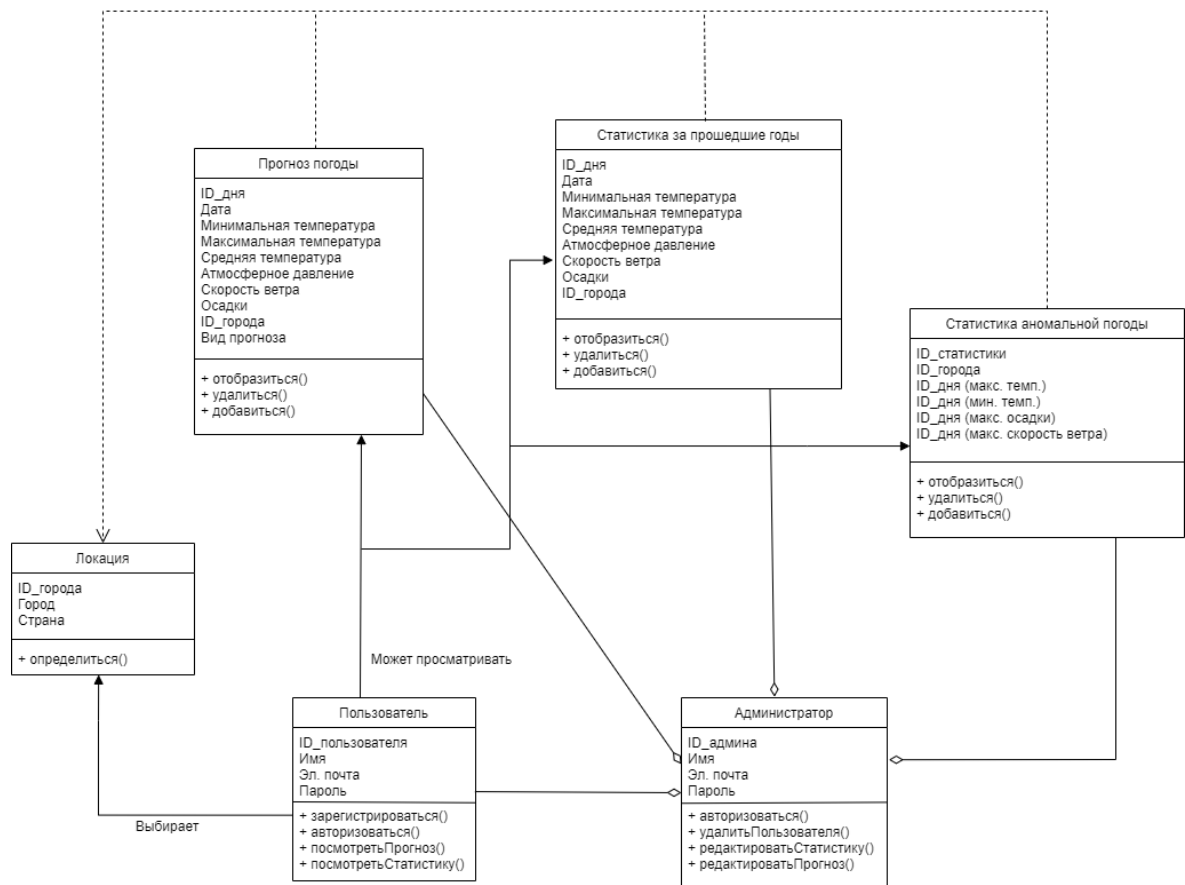 Статистика за прошедшие годы
ID_дня
Дата
Минимальная температура
Максимальная температура
Средняя температура
Атмосферное давление
Скорость ветра
Осадки
ID_города
+ отобразиться()
+ удалиться()
+ добавиться()
Прогноз погоды
ID_дня
Дата
Минимальная температура
Максимальная температура
Средняя температура
Атмосферное давление
Скорость ветра
Осадки
ID_города
Вид прогноза
+ отобразиться()
+ удалиться()
+ добавиться()
Статистика аномальной погоды
ID_статистики
ID_города
ID_дня (макс. темп.)
ID_дня (мин. темп.)
ID_дня (макс. осадки)
ID_дня (макс. скорость ветра)
+ отобразиться()
+ удалиться()
+ добавиться()
Локация
ID_города
Город
Страна
+ определиться()
Может просматривать
Пользователь
ID_пользователя
Имя
Эл. почта
Пароль
+ зарегистрироваться()
+ авторизоваться()
+ посмотретьПрогноз()
+ посмотретьСтатистику()
Выбирает
Администратор
ID_админа
Имя
Эл. почта
Пароль
+ авторизоваться()
+ удалитьПользователя()
+ редактироватьСтатистику()
+ редактироватьПрогноз()